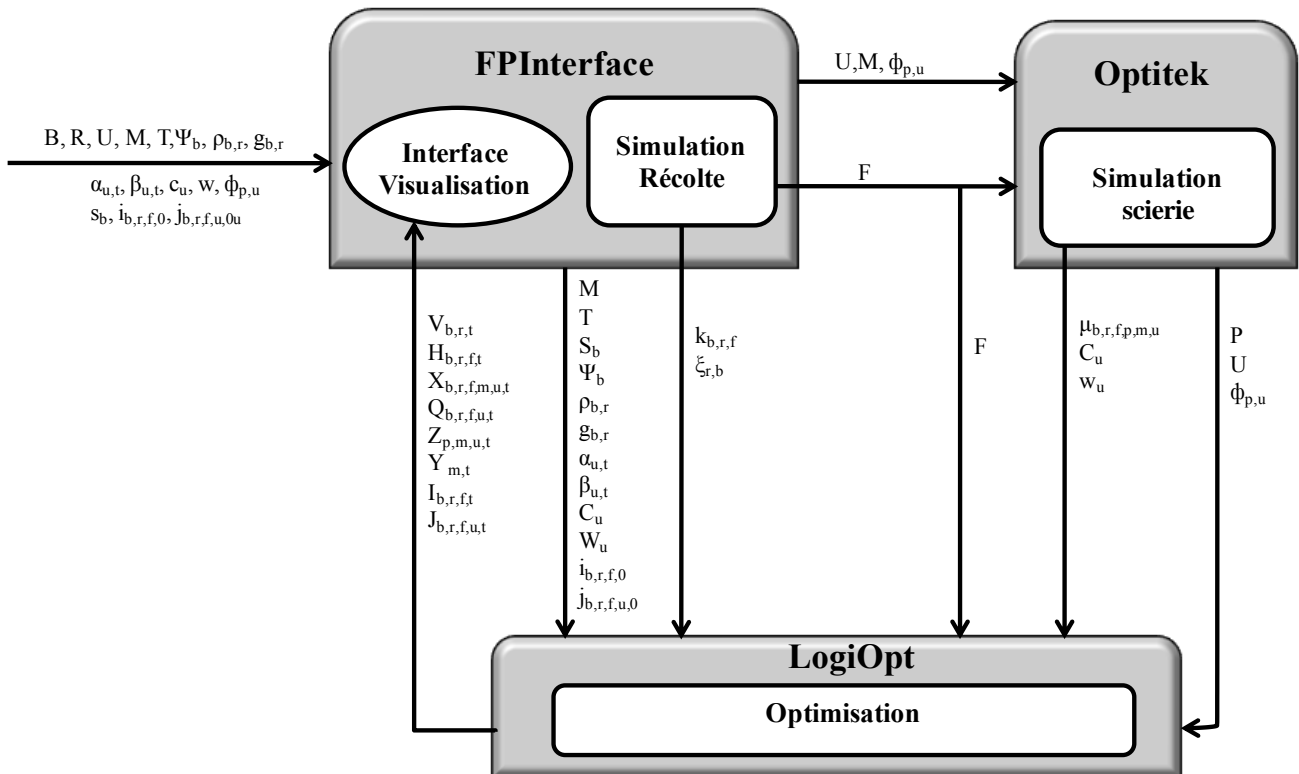 FPInterface
Optitek
U,M, ϕp,u
B, R, U, M, T,Ψb, ρb,r, gb,r
αu,t, βu,t, cu, w, ϕp,u
sb, ib,r,f,0, jb,r,f,u,0u
Interface
Visualisation
Simulation
Récolte
F
Simulation
scierie
Vb,r,t
Hb,r,f,t
Xb,r,f,m,u,t
Qb,r,f,u,t
Zp,m,u,t
Ym,t
Ib,r,f,t
Jb,r,f,u,t
M
T
Sb
Ψb
ρb,r
gb,r
αu,t
βu,t
Cu
Wu
ib,r,f,0
jb,r,f,u,0
kb,r,f
ξr,b
F
μb,r,f,p,m,u
Cu
wu
P
U
ϕp,u
LogiOpt
Optimisation